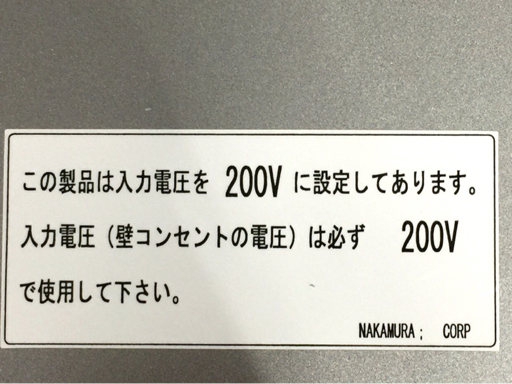 この製品は入力電圧を 200V に設定してあります。
入力電圧（壁コンセントの電圧）は必ず 200V
で使用して下さい。
NAKAMURA ; CORP